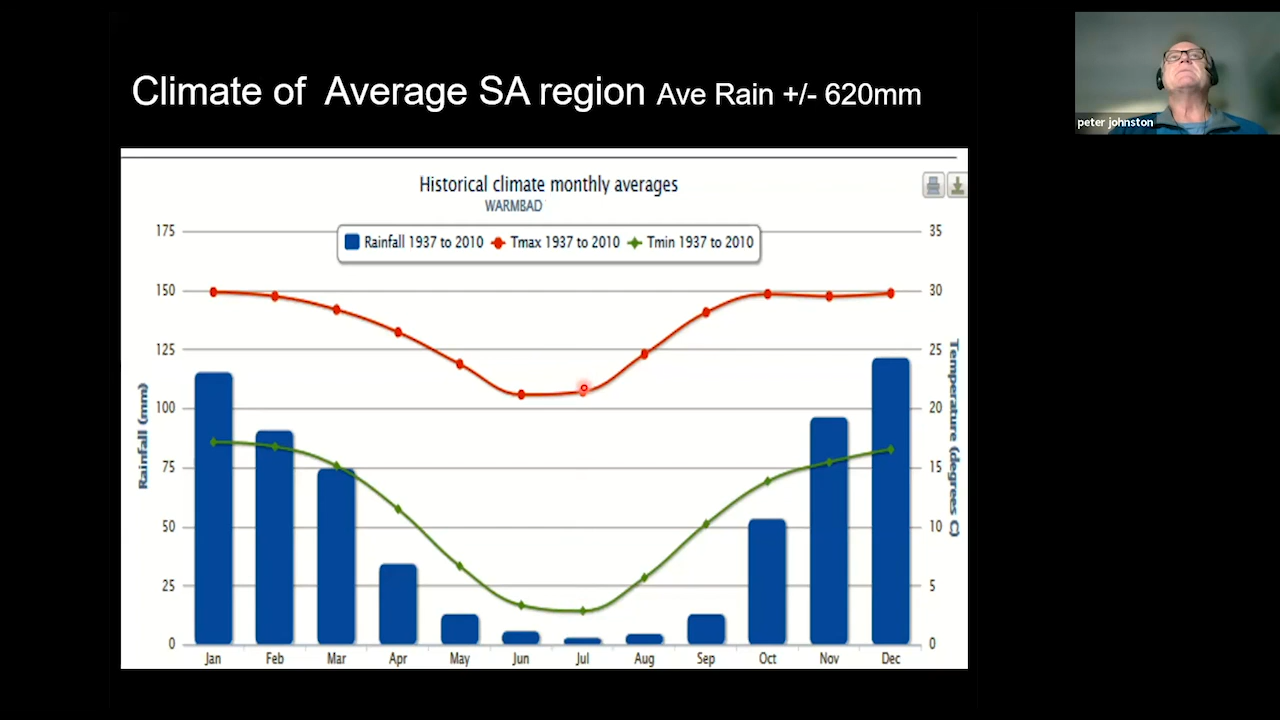 Climate of Average SA region Ave Rain +/- 620mm
peter johnston
Historical climate monthly averages
WARMBAD
Rainfall 1937 to 2010 Tmax 1937 to 2010 Tmin 1937 to 2010
175 35
150 30
125 25
100 20
75 15
50 10
25 5
0 0
Rainfall (mm)
Temperature (degrees C)
Jan Feb Mar Apr May Jun Jul Aug Sep Oct Nov Dec